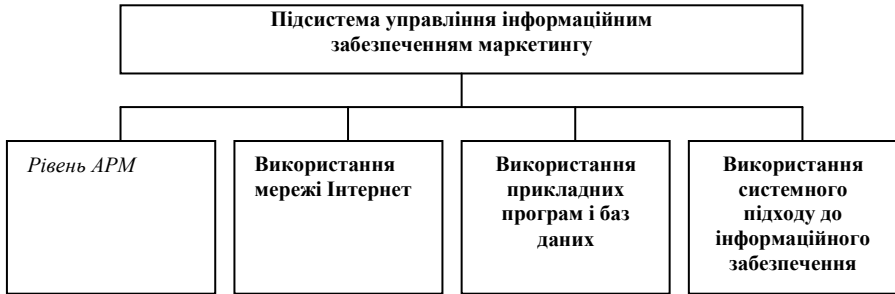 Підсистема управління інформаційним
забезпеченням маркетингу
Рівень АРМ
Використання
мережі Інтернет
Використання
прикладних
програм і баз
даних
Використання
системного
підходу до
інформаційного
забезпечення